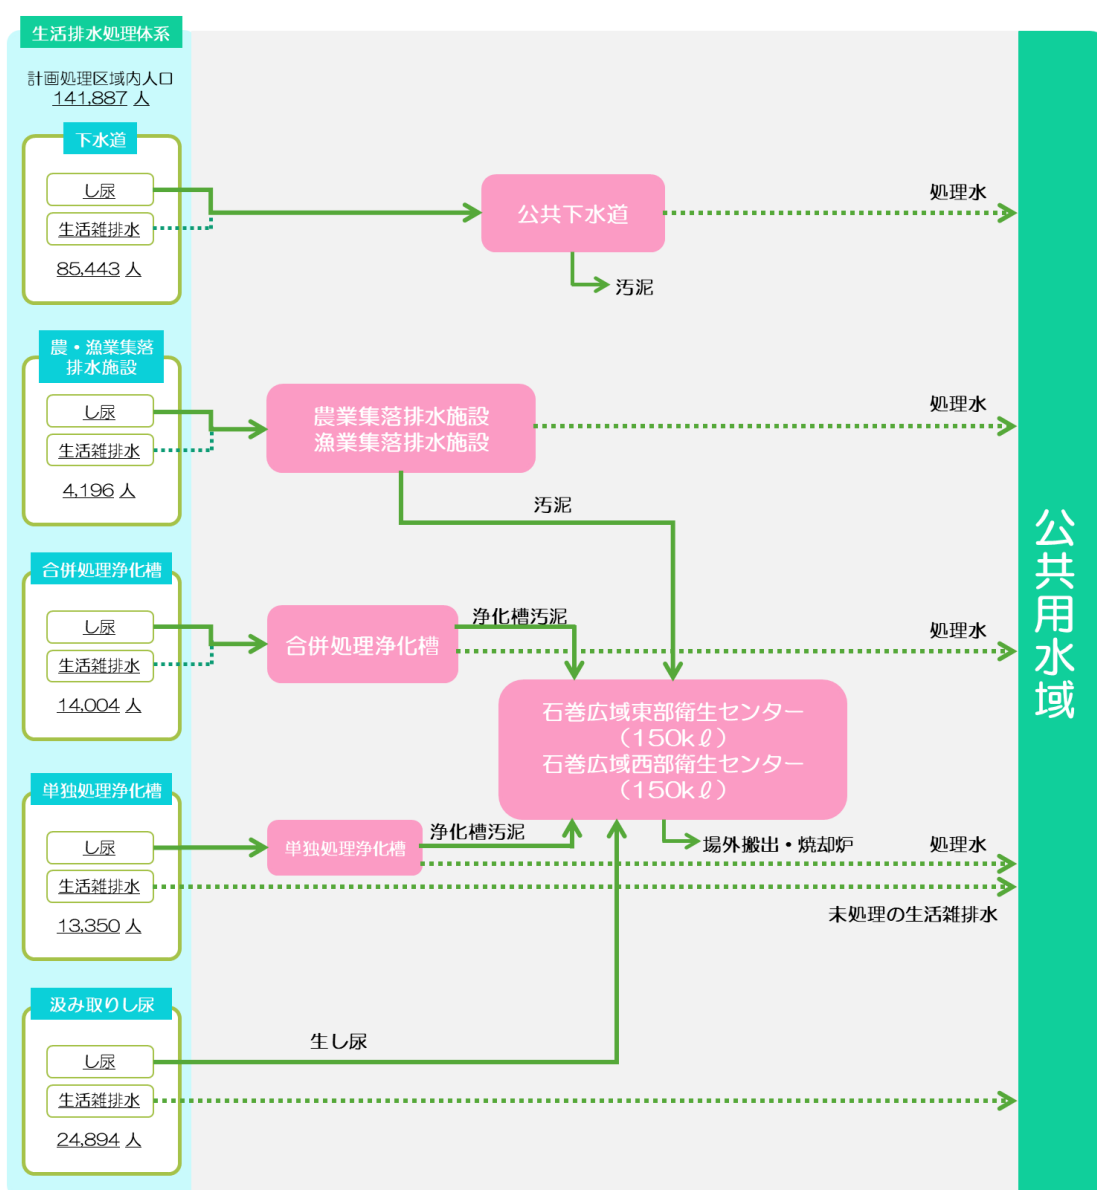 生活排水処理体系
計画処理区域内人口
141,887 人
下水道
し尿
生活雑排水
85,443 人
公共下水道
処理水
汚泥
農・漁業集落
排水施設
し尿
生活雑排水
4,196 人
農業集落排水施設
漁業集落排水施設
処理水
汚泥
合併処理浄化槽
し尿
生活雑排水
14,004 人
合併処理浄化槽
浄化槽汚泥
処理水
石巻広域東部衛生センター
（150kℓ）
石巻広域西部衛生センター
（150kℓ）
単独処理浄化槽
し尿
生活雑排水
13,350 人
単独処理浄化槽
浄化槽汚泥
場外搬出・焼却炉
処理水
未処理の生活雑排水
汲み取りし尿
し尿
生活雑排水
24,894 人
生し尿
公共用水域